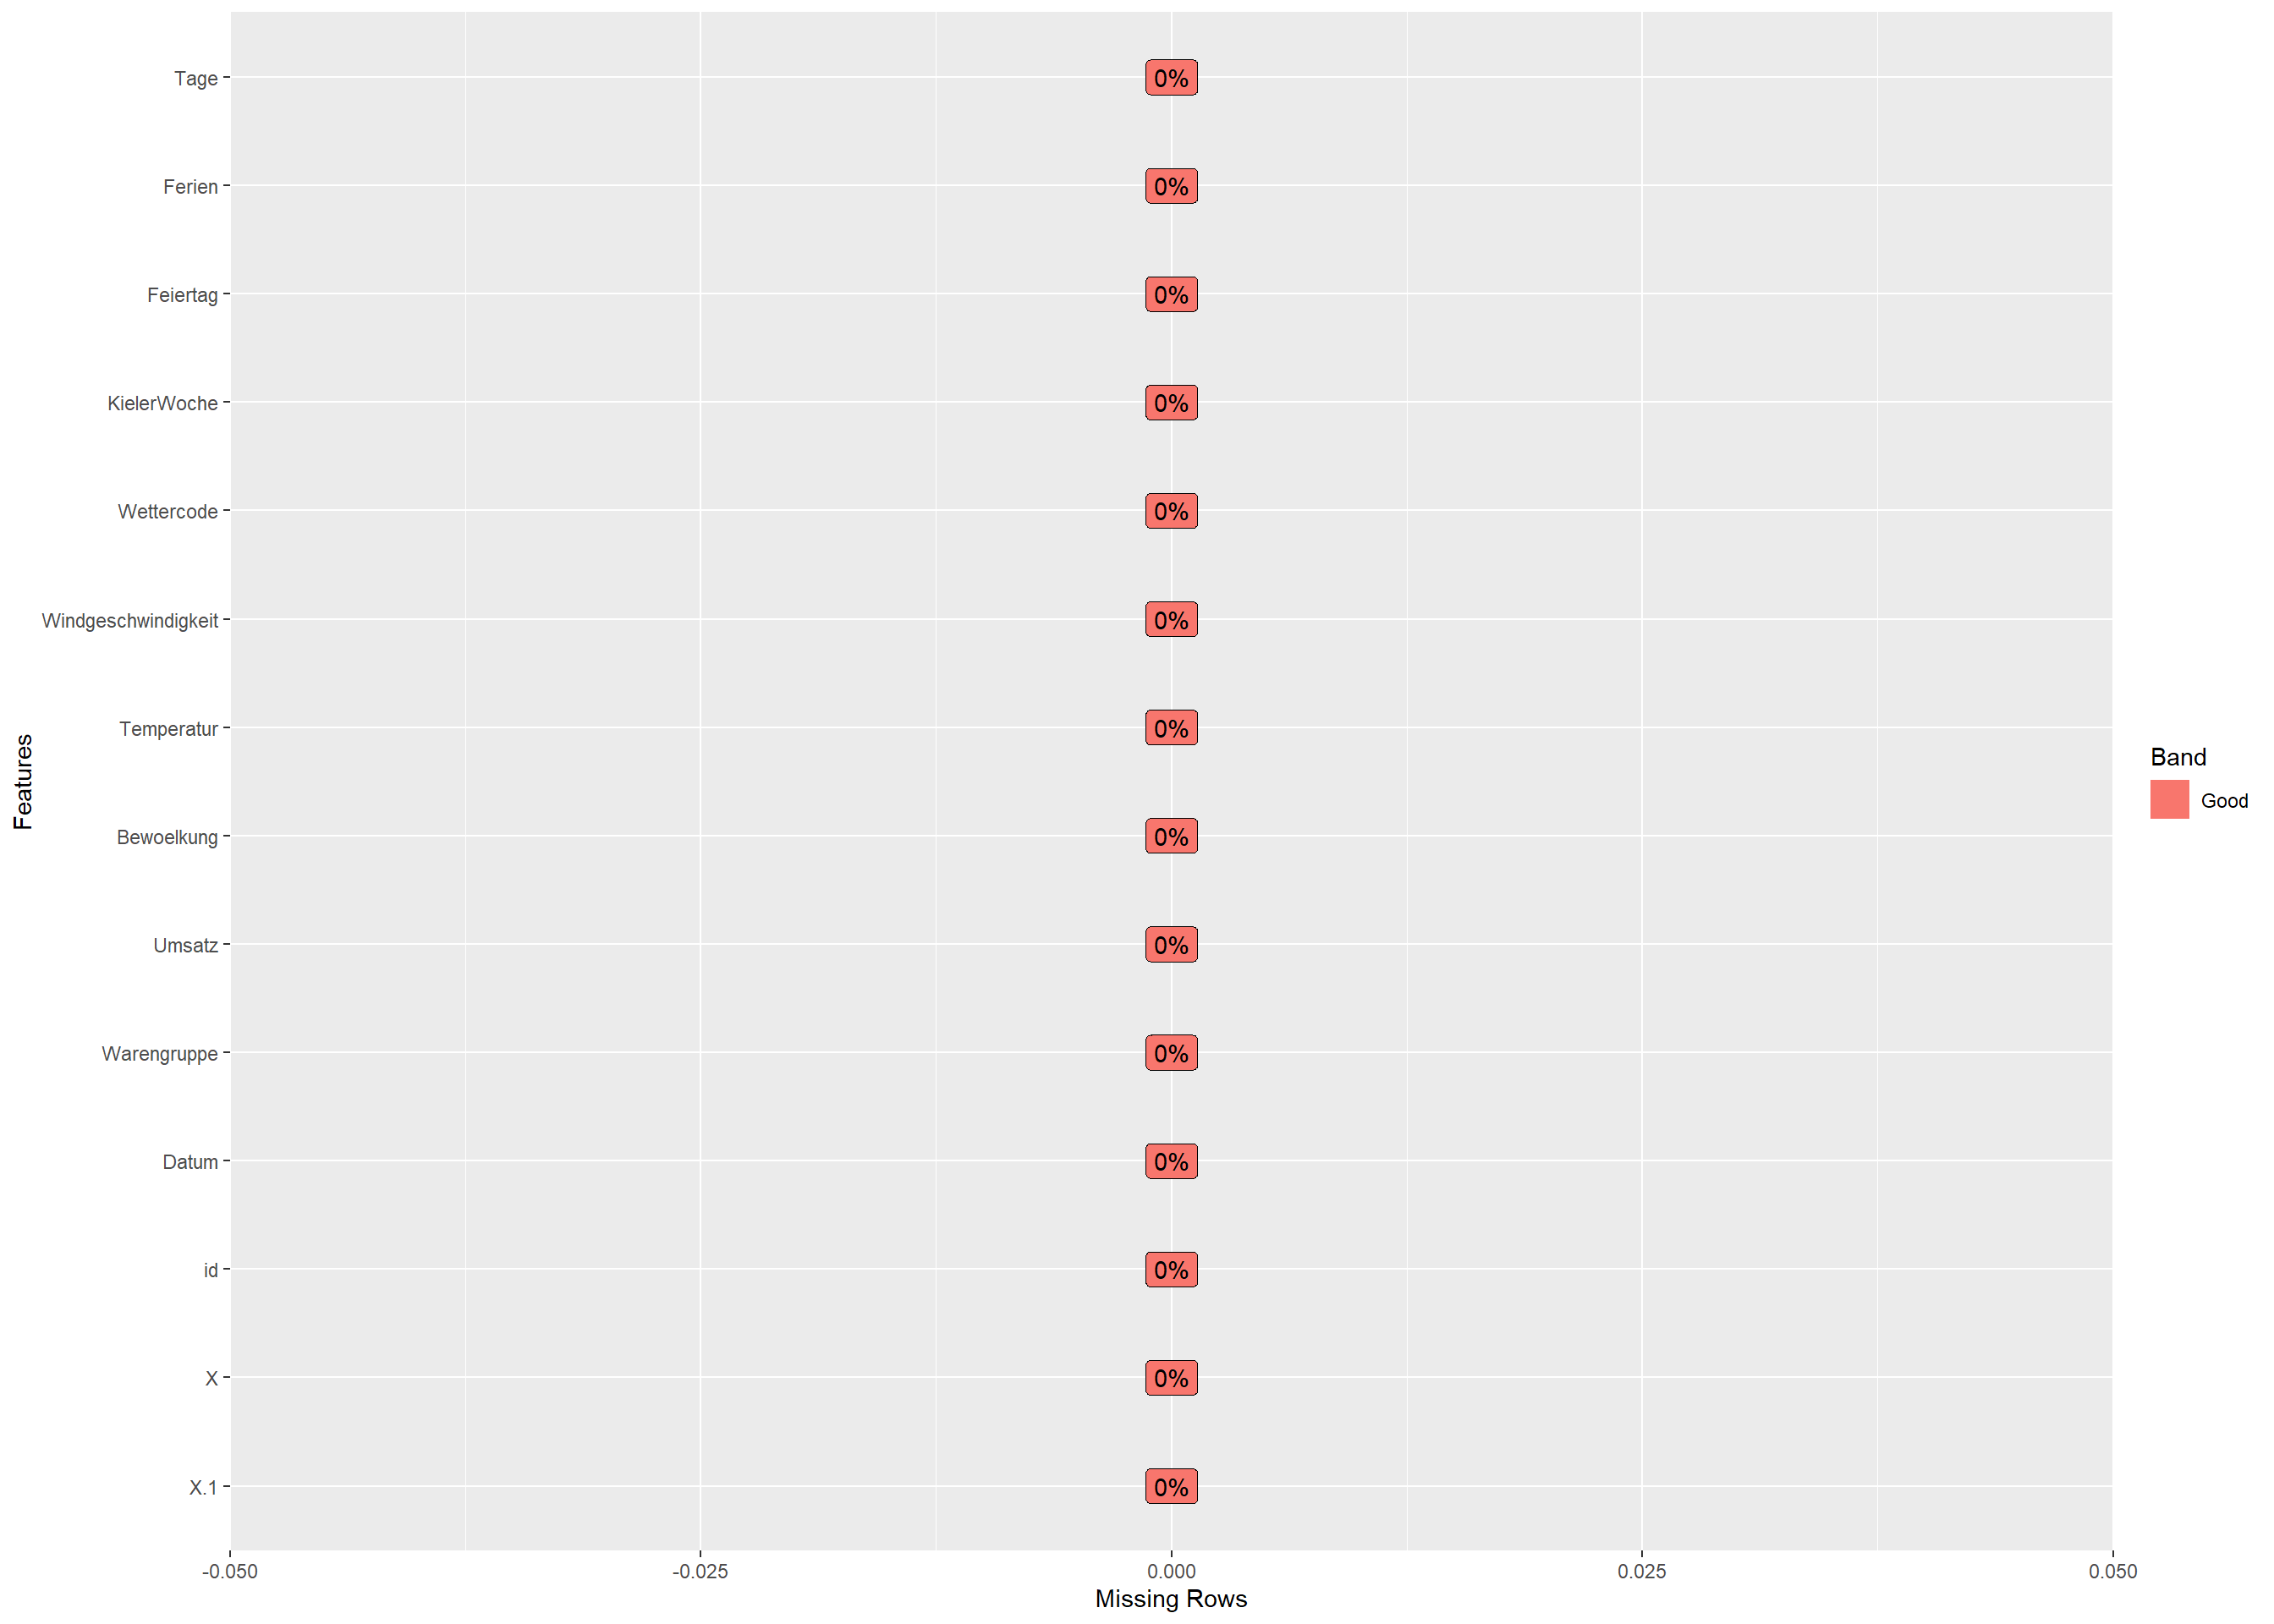 Tage 0%
Ferien 0%
Feiertag 0%
KielerWoche 0%
Wettercode 0%
Windgeschwindigkeit 0%
Temperatur 0%
Bewoelkung 0%
Umsatz 0%
Warengruppe 0%
Datum 0%
id 0%
X 0%
X.1 0%
Features
-0.050 -0.025 0.000 0.025 0.050
Missing Rows
Band
Good